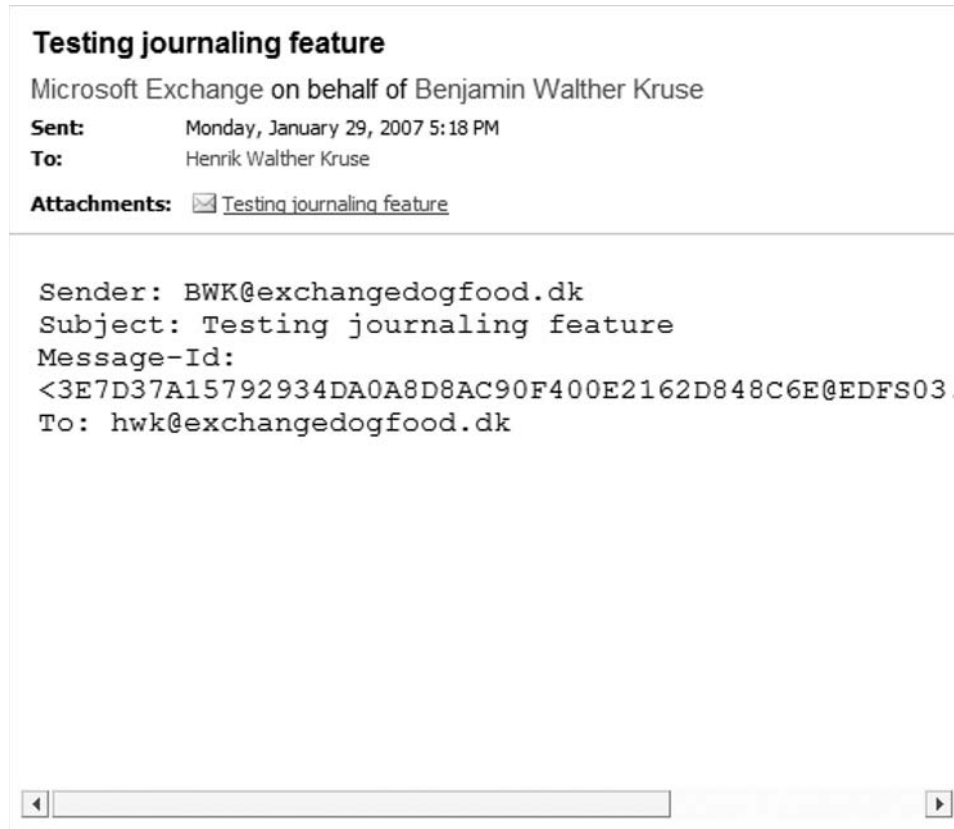 Testing journaling feature
Microsoft Exchange on behalf of Benjamin Walther Kruse
Sent: Monday, January 29, 2007 5:18 PM
To: Henrik Walther Kruse
Attachments: Testing journaling feature
Sender: BWK@exchangedogfood.dk
Subject: Testing journaling feature
Message-Id:
<3E7D37A15792934DA0A8D8AC90F400E2162D848C6E@EDFS03.
To: hwk@exchangedogfood.dk